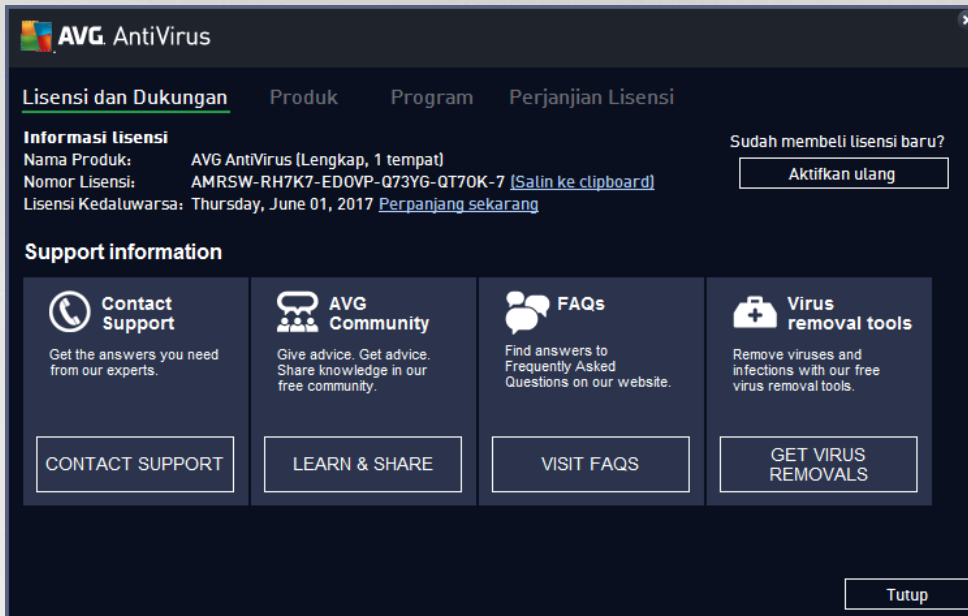 AVG AntiVirus
Lisensi dan Dukungan Produk Program Perjanjian Lisensi
Informasi lisensi
Nama Produk: AVG AntiVirus (Lengkap, 1 tempat)
Nomor Lisensi: AMRSW-RH7K7-EDOVP-Q73YG-QT7OK-7 (Salin ke clipboard)
Lisensi Kedaluwarsa: Thursday, June 01, 2017 Perpanjang sekarang
Sudah membeli lisensi baru?
Aktifkan ulang
Support information
Contact
Support
Get the answers you need
from our experts.
CONTACT SUPPORT
AVG
Community
Give advice. Get advice.
Share knowledge in our
free community.
LEARN & SHARE
FAQs
Find answers to
Frequently Asked
Questions on our website.
VISIT FAQS
Virus
removal tools
Remove viruses and
infections with our free
virus removal tools.
GET VIRUS
REMOVALS
Tutup